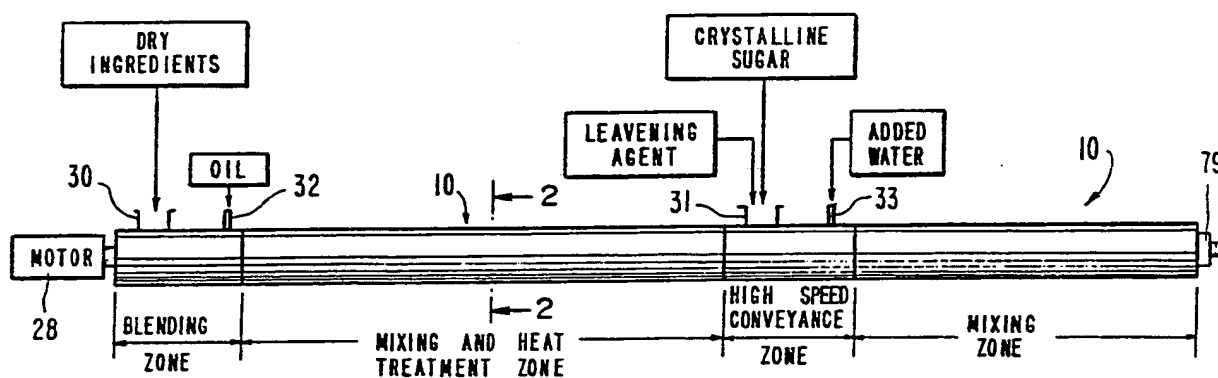 DRY
INGREDIENTS
CRYSTALLINE
SUGAR
OIL
LEAVENING
AGENT
ADDED
WATER
30
32
10
2
31
33
10
79
MOTOR
28
2
BLENDING
ZONE
MIXING AND HEAT
TREATMENT ZONE
HIGH SPEED
CONVEYANCE
ZONE
MIXING
ZONE